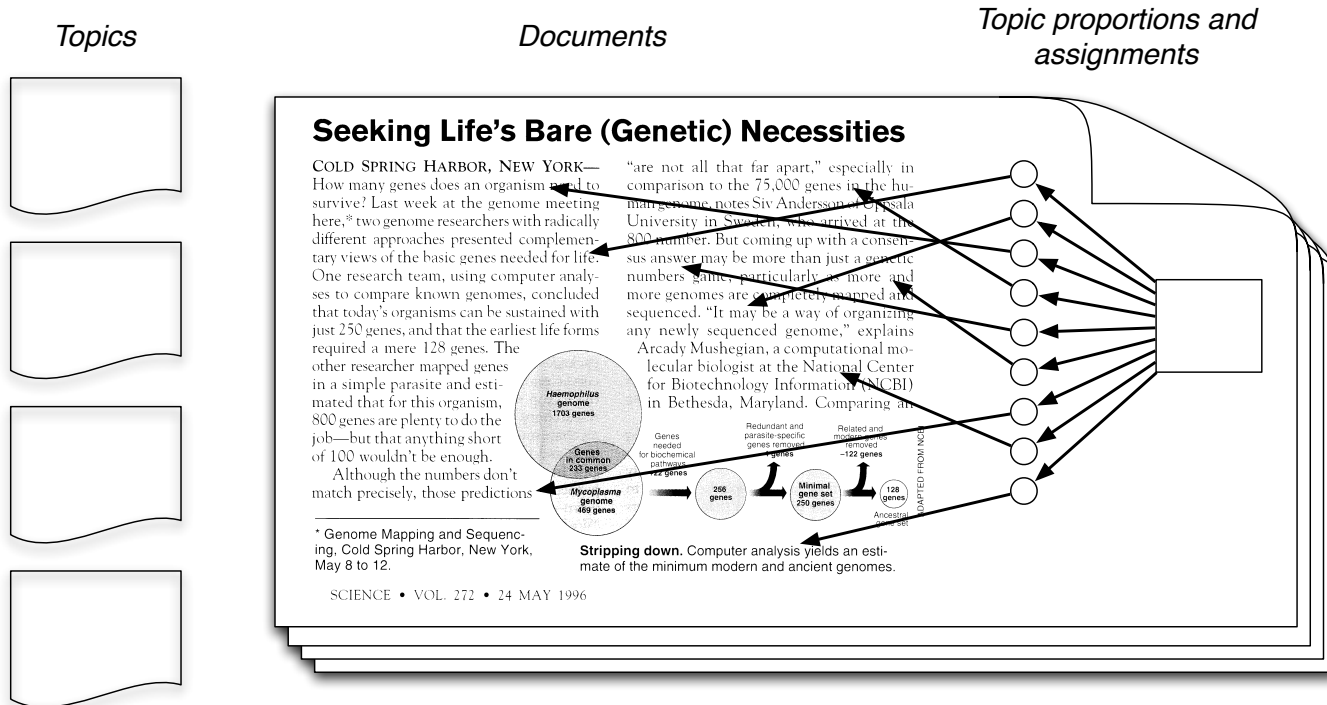 Topics
Documents
Topic proportions and
assignments
Seeking Life's Bare (Genetic) Necessities
COLD SPRING HARBOR, NEW YORK—
How many genes does an organism need to
survive? Last week at the genome meeting
here,* two genome researchers with radically
different approaches presented complemen-
tary views of the basic genes needed for life.
One research team, using computer analy-
ses to compare known genomes, concluded
that today's organisms can be sustained with
just 250 genes, and that the earliest life forms
required a mere 128 genes. The
other researcher mapped genes
in a simple parasite and esti-
mated that for this organism,
800 genes are plenty to do the
job—but that anything short
of 100 wouldn't be enough.
Although the numbers don't
match precisely, those predictions
* Genome Mapping and Sequenc-
ing, Cold Spring Harbor, New York,
May 8 to 12.
SCIENCE • VOL. 272 • 24 MAY 1996
"are not all that far apart," especially in
comparison to the 75,000 genes in the hu-
man genome, notes Siv Andersson of Uppsala
University in Sweden, who arrived at the
800 number. But coming up with a consen-
sus answer may be more than just a genetic
numbers game, particularly as more and
more genomes are completely mapped and
sequenced. "It may be a way of organizing
any newly sequenced genome," explains
Arcady Mushegian, a computational mo-
lecular biologist at the National Center
for Biotechnology Information (NCBI)
in Bethesda, Maryland. Comparing an
Haemophilus
genome
1703 genes
Genes
in common
233 genes
Mycoplasma
genome
469 genes
Genes
needed
for biochemical
pathways
+22 genes
256
genes
Redundant and
parasite-specific
genes removed
genes
Minimal
gene set
250 genes
Related and
modern genes
removed
–122 genes
128
genes
Ancestral
gene set
ADAPTED FROM NCBI
Stripping down. Computer analysis yields an esti-
mate of the minimum modern and ancient genomes.